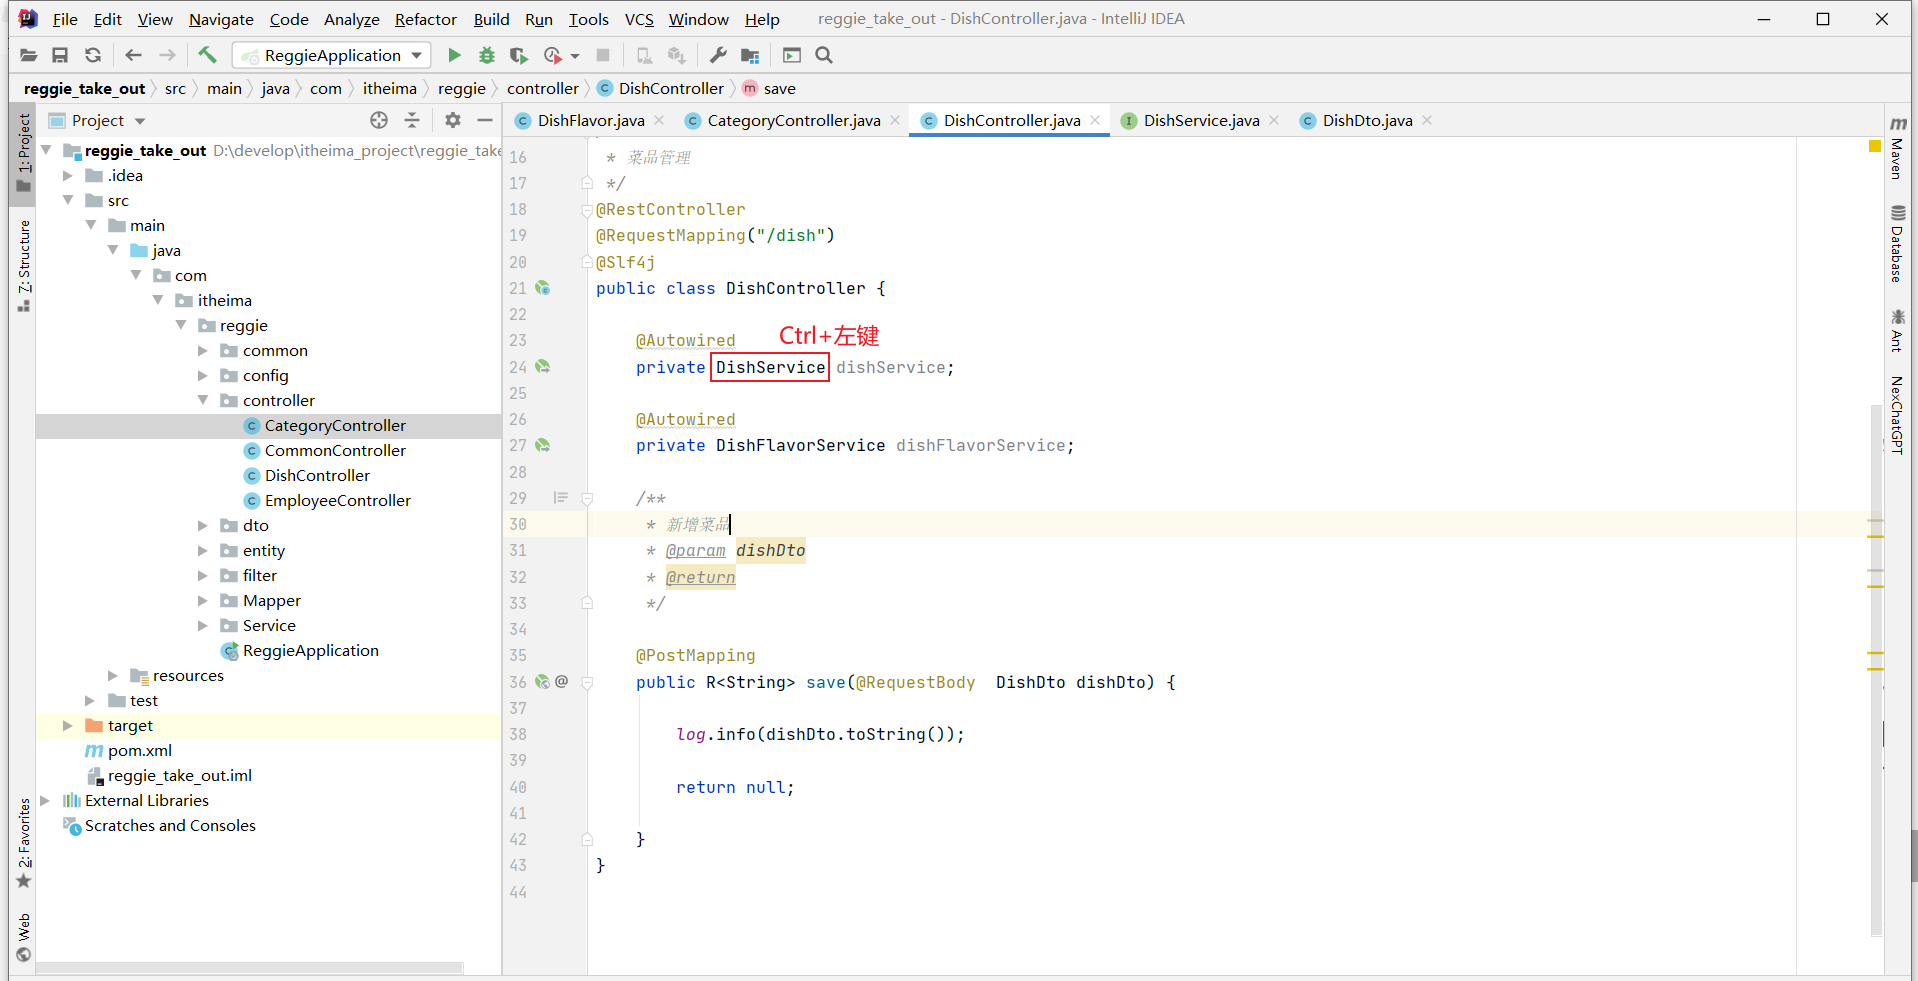 File Edit View Navigate Code Analyze Refactor Build Run Tools VCS Window Help reggie_take_out - DishController.java - IntelliJ IDEA
ReggieApplication
reggie_take_out src main java com itheima reggie controller C DishController m save
1: Project
Z: Structure
2: Favorites
Web
Project
reggie_take_out D:\develop\itheima_project\reggie_take
.idea
src
main
java
com
itheima
reggie
common
config
controller
C CategoryController
C CommonController
C DishController
C EmployeeController
dto
entity
filter
Mapper
Service
ReggieApplication
resources
test
target
m pom.xml
reggie_take_out.iml
External Libraries
Scratches and Consoles
C DishFlavor.java C CategoryController.java C DishController.java I DishService.java C DishDto.java
16 * 菜品管理
17 */
18 @RestController
19 @RequestMapping("/dish")
20 @Slf4j
21 public class DishController {
22
23 @Autowired Ctrl+左键
24 private DishService dishService;
25
26 @Autowired
27 private DishFlavorService dishFlavorService;
28
29 /**
30 * 新增菜品
31 * @param dishDto
32 * @return
33 */
34
35 @PostMapping
36 @ public R<String> save(@RequestBody DishDto dishDto) {
37
38 log.info(dishDto.toString());
39
40 return null;
41
42 }
43 }
44
m Maven
Database
Ant
NexChatGPT